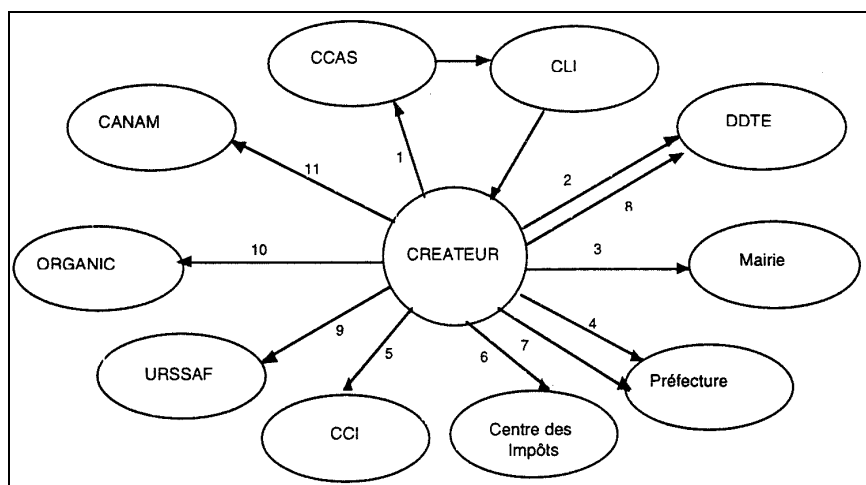 CCAS
CLI
CANAM
DDTE
1
11
2
8
ORGANIC
10
CREATEUR
3
Mairie
9
5
6
7
4
URSSAF
Préfecture
CCI
Centre des
Impôts